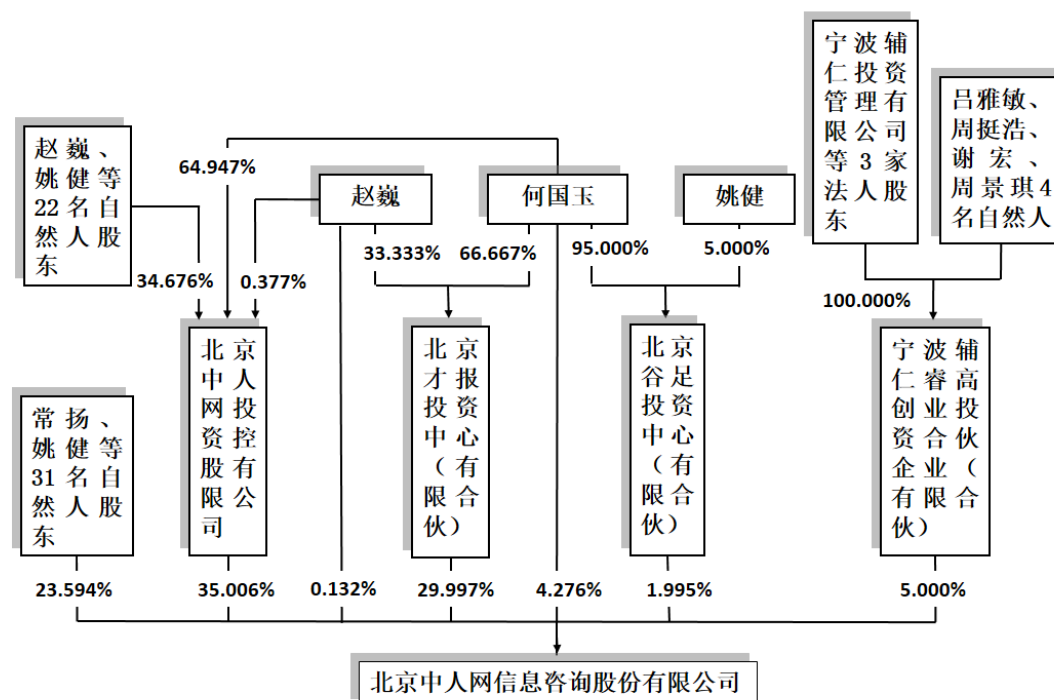 宁波辅
仁投资
管理有
限公司
等3家
法人股
东
吕雅敏、
周挺浩、
谢宏、
周景琪4
名自然人
赵巍、
姚健等
22名自
然人股
东
64.947%
赵巍
何国玉
姚健
33.333%
66.667%
95.000%
5.000%
34.676%
0.377%
100.000%
北京
中人
网投
资控
股有
限公
司
北京
才报
投资
中心
（有
限合
伙）
北京
谷足
投资
中心
（有
限合
伙）
宁波辅
仁睿高
创业投
资合伙
企业（
有限合
伙）
常扬、
姚健等
31名自
然人股
东
23.594%
35.006%
0.132%
29.997%
4.276%
1.995%
5.000%
北京中人网信息咨询股份有限公司